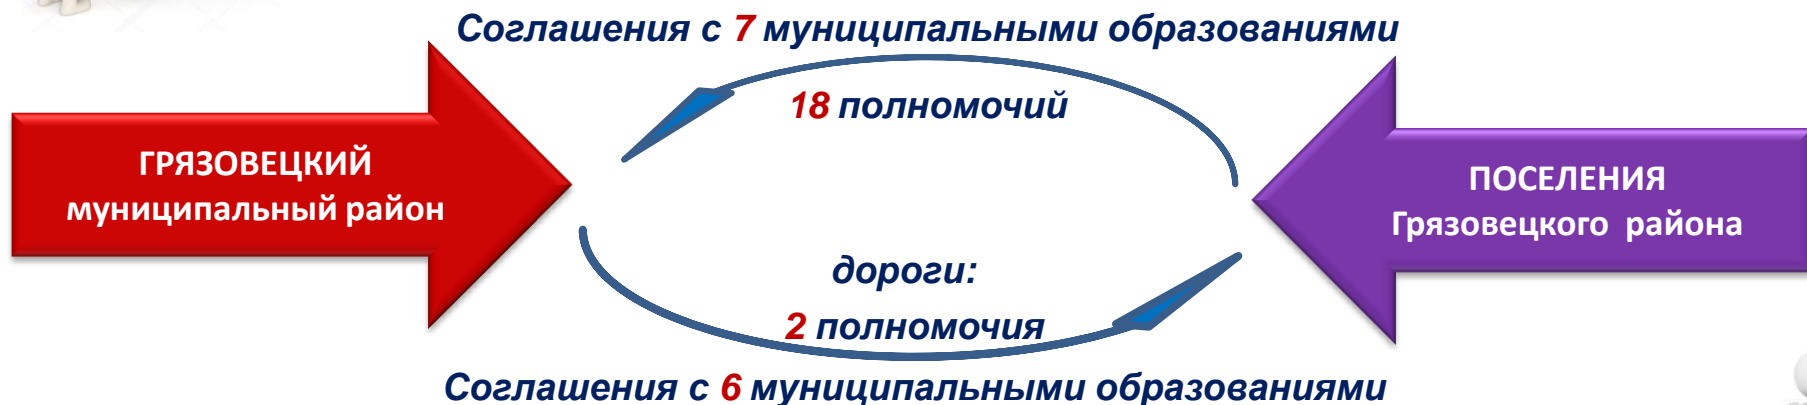 Соглашения с 7 муниципальными образованиями
18 полномочий
ГРЯЗОВЕЦКИЙ
муниципальный район
ПОСЕЛЕНИЯ
Грязовецкого района
дороги:
2 полномочия
Соглашения с 6 муниципальными образованиями